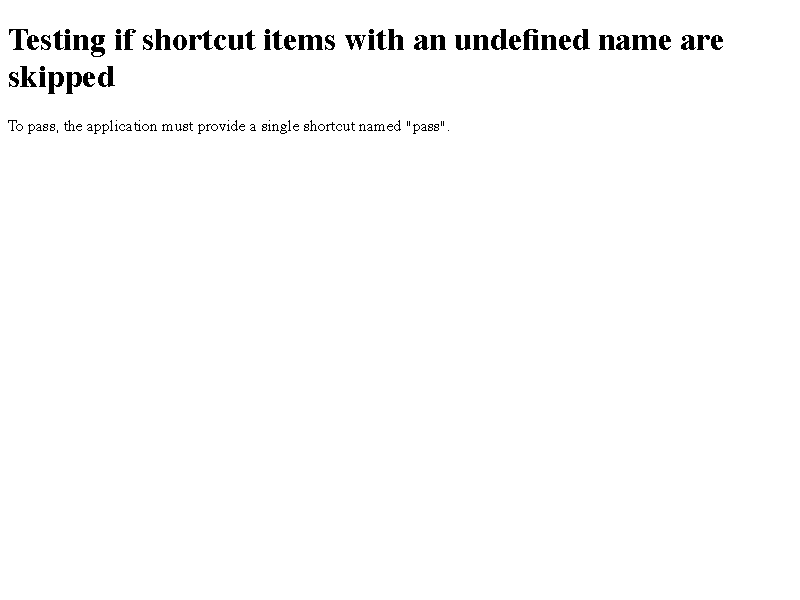 Testing if shortcut items with an undefined name are
skipped
To pass, the application must provide a single shortcut named "pass".